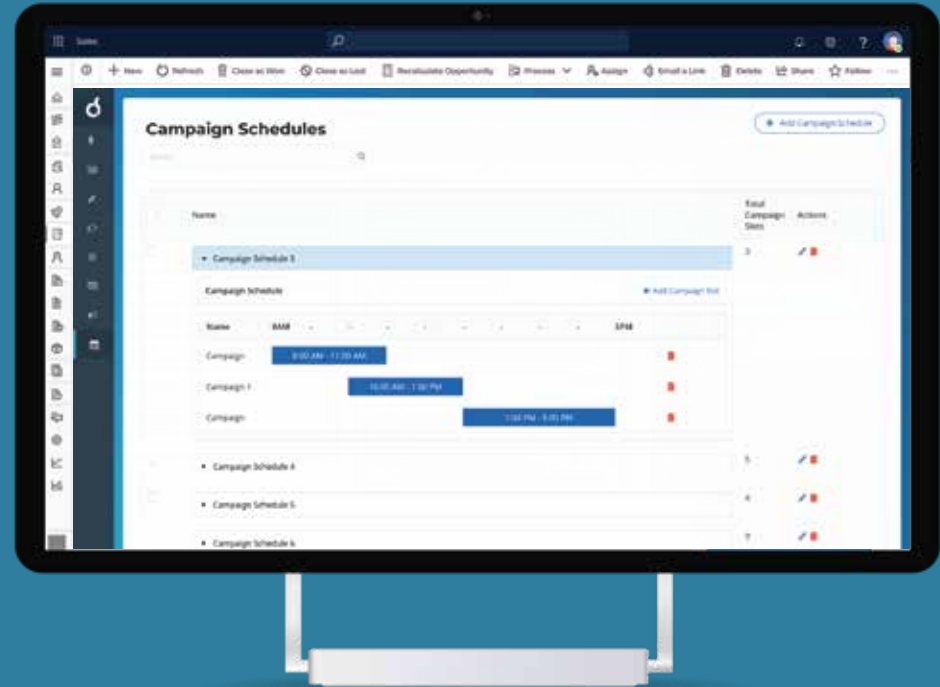 Sales
?
+ New Refresh Close as Won Close as Lost Recalculate Opportunity Process Assign Email a Link Delete Share Follow ...
Campaign Schedules
+ Add Campaign Schedule
Name
Total
Campaign
Slots
Actions
Campaign Schedule 3
3
Campaign Schedule
+ Add Campaign Slot
Name 8AM 5PM
Campaign 8:00 AM - 11:00 AM
Campaign 1 10:00 AM - 1:00 PM
Campaign 1:00 PM - 5:00 PM
Campaign Schedule 4
5
Campaign Schedule 5
4
Campaign Schedule 6